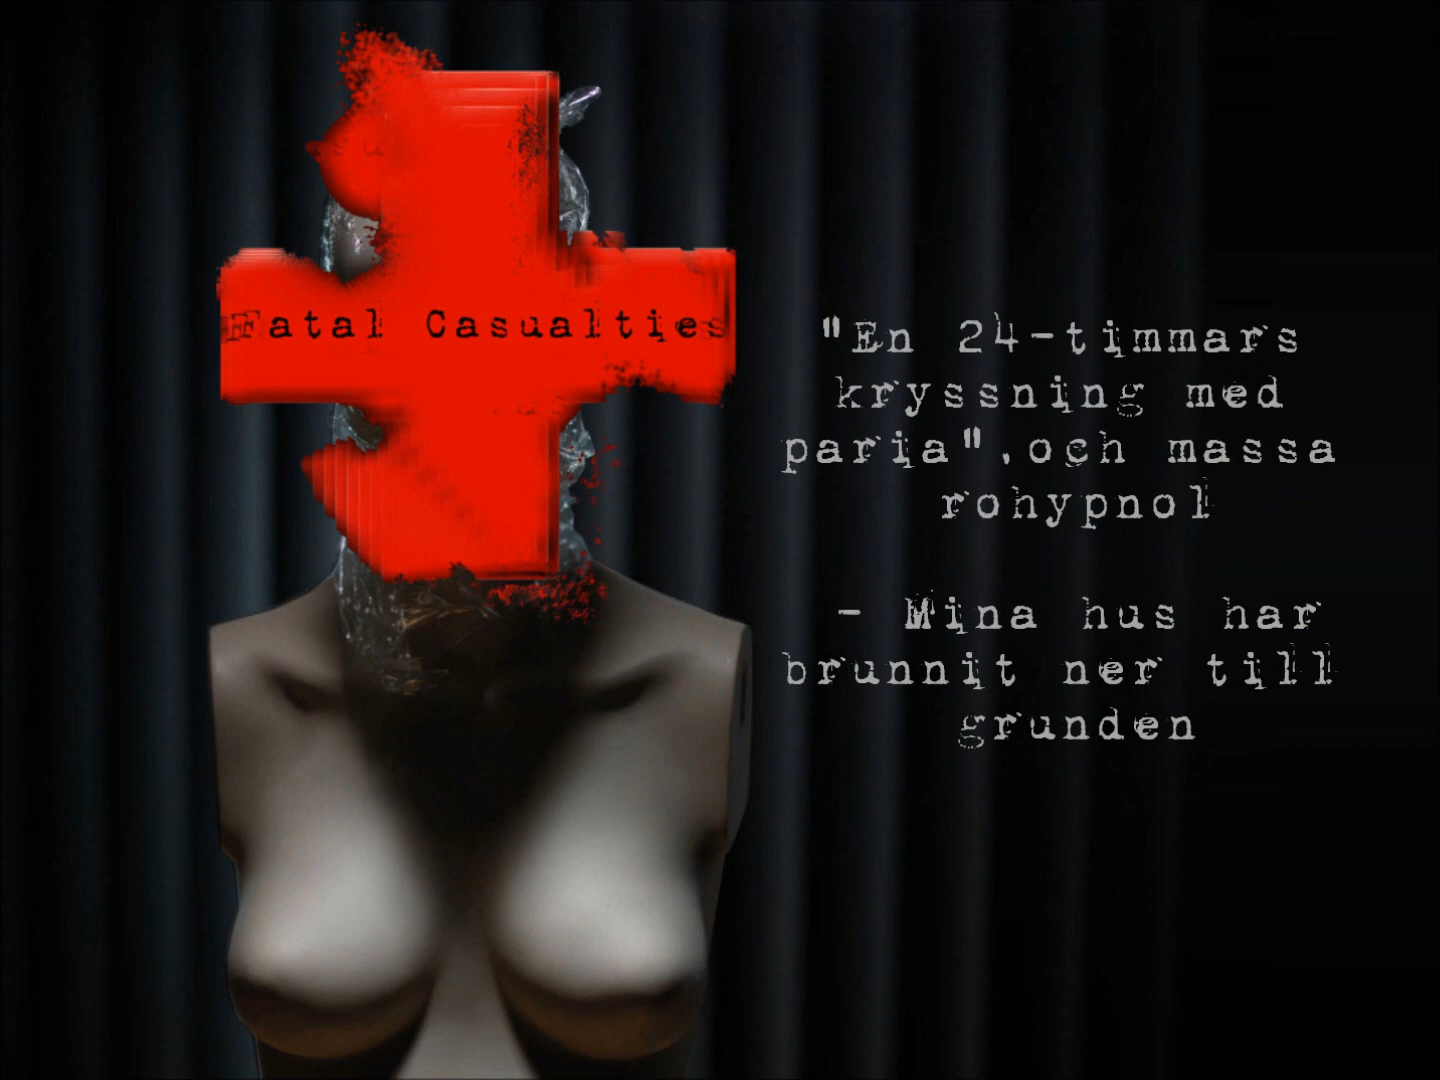 Fatal Casualties
"En 24-timmars
kryssning med
paria",och massa
rohypnol
- Mina hus har
brunnit ner till
grunden